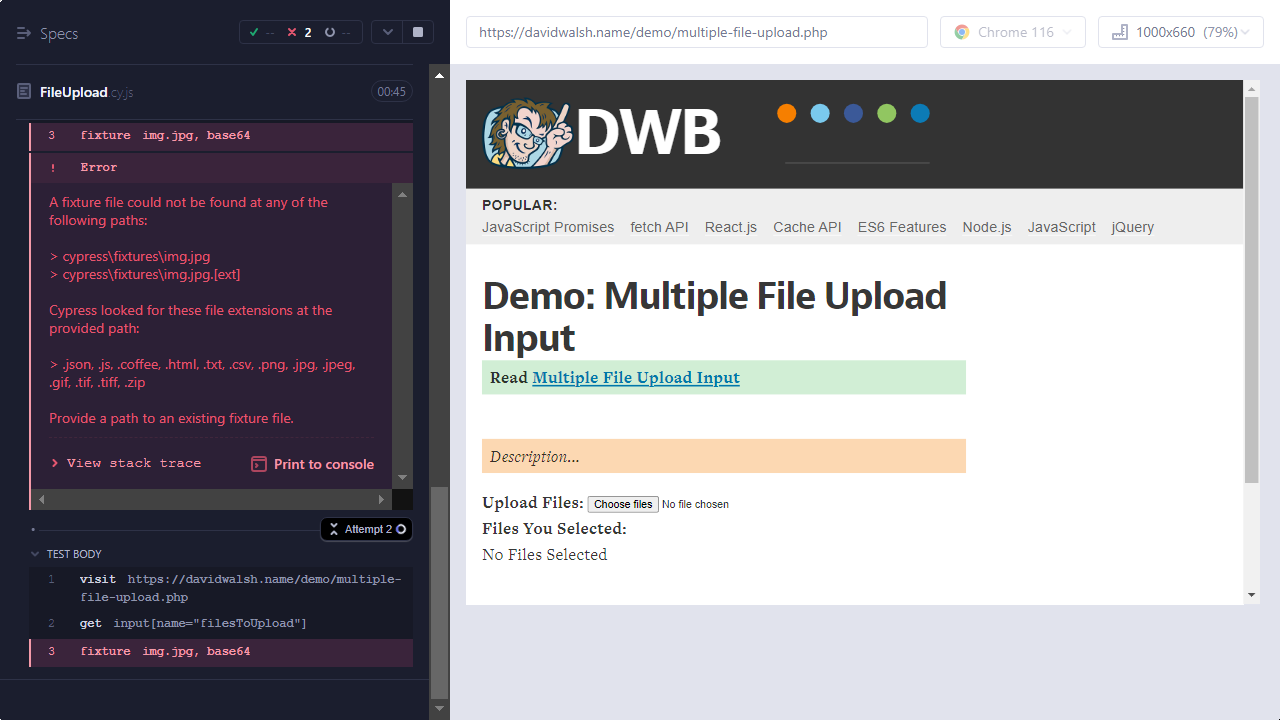 Specs
-- 2 --
https://davidwalsh.name/demo/multiple-file-upload.php
Chrome 116
1000x660 (79%)
FileUpload.cy.js
00:45
3 fixture img.jpg, base64
! Error
A fixture file could not be found at any of the
following paths:
> cypress\fixtures\img.jpg
> cypress\fixtures\img.jpg.[ext]
Cypress looked for these file extensions at the
provided path:
> .json, .js, .coffee, .html, .txt, .csv, .png, .jpg, .jpeg,
.gif, .tif, .tiff, .zip
Provide a path to an existing fixture file.
> View stack trace
Print to console
Attempt 2
TEST BODY
1 visit https://davidwalsh.name/demo/multiple-
file-upload.php
2 get input[name="filesToUpload"]
3 fixture img.jpg, base64
DWB
POPULAR:
JavaScript Promises fetch API React.js Cache API ES6 Features Node.js JavaScript jQuery
Demo: Multiple File Upload
Input
Read Multiple File Upload Input
Description...
Upload Files: Choose files No file chosen
Files You Selected:
No Files Selected